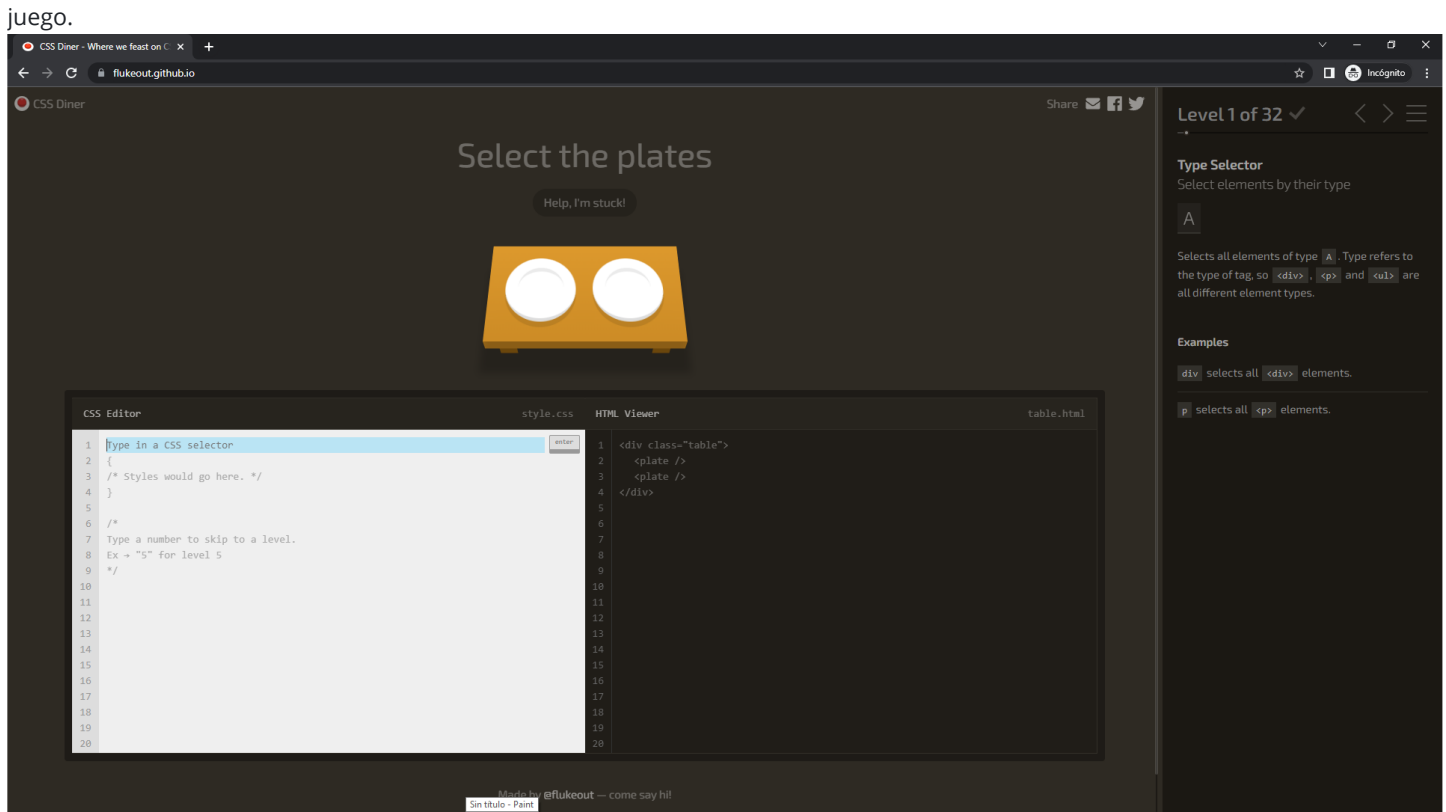 juego.
CSS Diner - Where we feast on C
flukeout.github.io
Incógnito
CSS Diner
Share
Level 1 of 32
Select the plates
Help, I'm stuck!
Type Selector
Select elements by their type
A
Selects all elements of type A . Type refers to
the type of tag, so <div> , <p> and <ul> are
all different element types.
Examples
div selects all <div> elements.
p selects all <p> elements.
CSS Editor style.css
enter
1 Type in a CSS selector
2 {
3 /* Styles would go here. */
4 }
5
6 /*
7 Type a number to skip to a level.
8 Ex → "5" for level 5
9 */
10
11
12
13
14
15
16
17
18
19
20
HTML Viewer table.html
1 <div class="table">
2 <plate />
3 <plate />
4 </div>
5
6
7
8
9
10
11
12
13
14
15
16
17
18
19
20
Made by @flukeout — come say hi!
Sin título - Paint